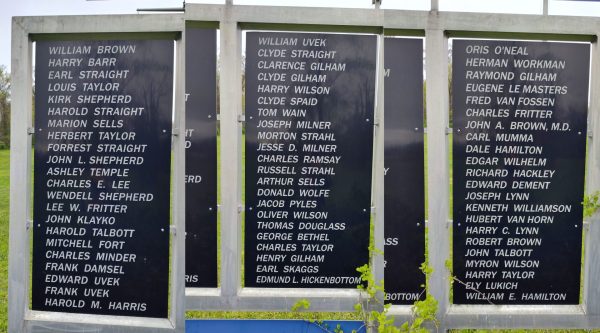 WILLIAM BROWN
HARRY BARR
EARL STRAIGHT
LOUIS TAYLOR
KIRK SHEPHERD
HAROLD STRAIGHT
MARION SELLS
HERBERT TAYLOR
FORREST STRAIGHT
JOHN L. SHEPHERD
ASHLEY TEMPLE
CHARLES E. LEE
WENDELL SHEPHERD
LEE W. FRITTER
JOHN KLAYKO
HAROLD TALBOTT
MITCHELL FORT
CHARLES MINDER
FRANK DAMSEL
EDWARD UVEK
FRANK UVEK
HAROLD M. HARRIS
WILLIAM UVEK
CLYDE STRAIGHT
CLARENCE GILHAM
CLYDE GILHAM
HARRY WILSON
CLYDE SPAID
TOM WAIN
JOSEPH MILNER
MORTON STRAHL
JESSE D. MILNER
CHARLES RAMSAY
RUSSELL STRAHL
ARTHUR SELLS
DONALD WOLFE
JACOB PYLES
OLIVER WILSON
THOMAS DOUGLASS
GEORGE BETHEL
CHARLES TAYLOR
HENRY GILHAM
EARL SKAGGS
EDMUND L. HICKENBOTTOM
ORIS O'NEAL
HERMAN WORKMAN
RAYMOND GILHAM
EUGENE LE MASTERS
FRED VAN FOSSEN
CHARLES FRITTER
JOHN A. BROWN, M.D.
CARL MUMMA
DALE HAMILTON
EDGAR WILHELM
RICHARD HACKLEY
EDWARD DEMENT
JOSEPH LYNN
KENNETH WILLIAMSON
HUBERT VAN HORN
HARRY C. LYNN
ROBERT BROWN
JOHN TALBOTT
MYRON WILSON
HARRY TAYLOR
ELY LUKICH
WILLIAM E. HAMILTON